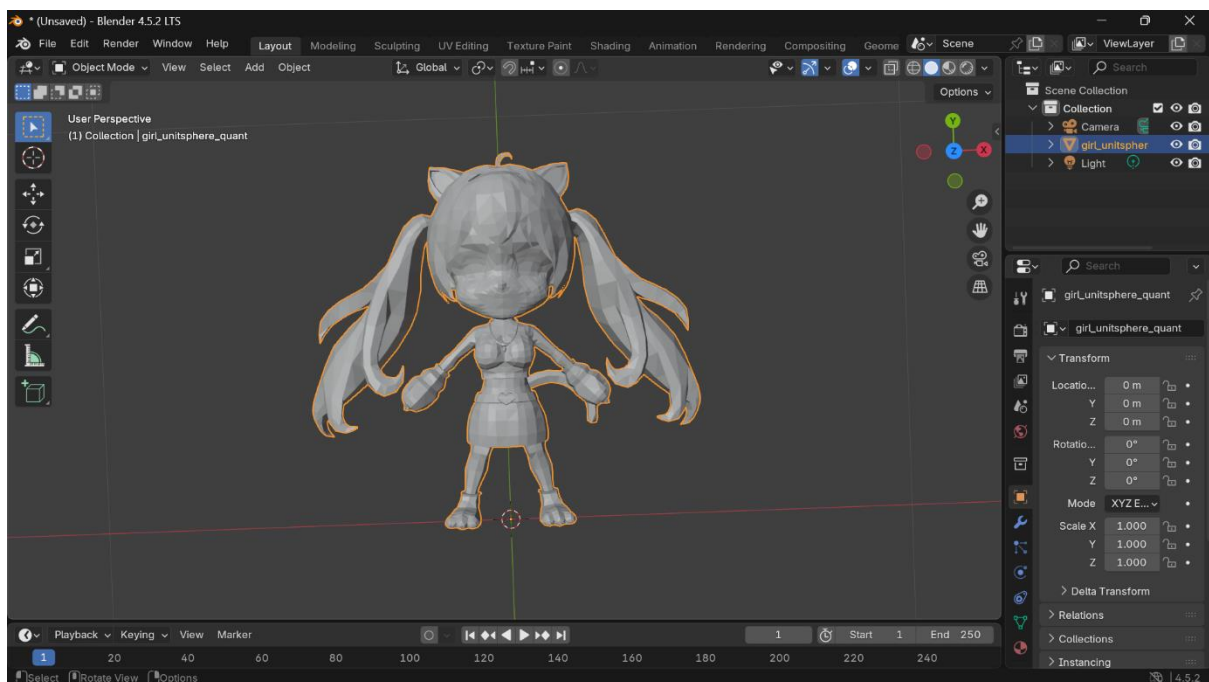 * (Unsaved) - Blender 4.5.2 LTS
File Edit Render Window Help Layout Modeling Sculpting UV Editing Texture Paint Shading Animation Rendering Compositing Geome Scene ViewLayer
Object Mode View Select Add Object Global Search
Options
Scene Collection
User Perspective
Collection
(1) Collection | girl_unitsphere_quant
Camera
girl_unitspher
Light
Y
Z
X
Search
girl_unitsphere_quant
girl_unitsphere_quant
Transform
Locatio... 0 m
Y 0 m
Z 0 m
Rotatio... 0°
Y 0°
Z 0°
Mode XYZ E...
Scale X 1.000
Y 1.000
Z 1.000
Delta Transform
Relations
Collections
Instancing
Playback Keying View Marker 1 Start 1 End 250
1 20 40 60 80 100 120 140 160 180 200 220 240
Select Rotate View Options 4.5.2